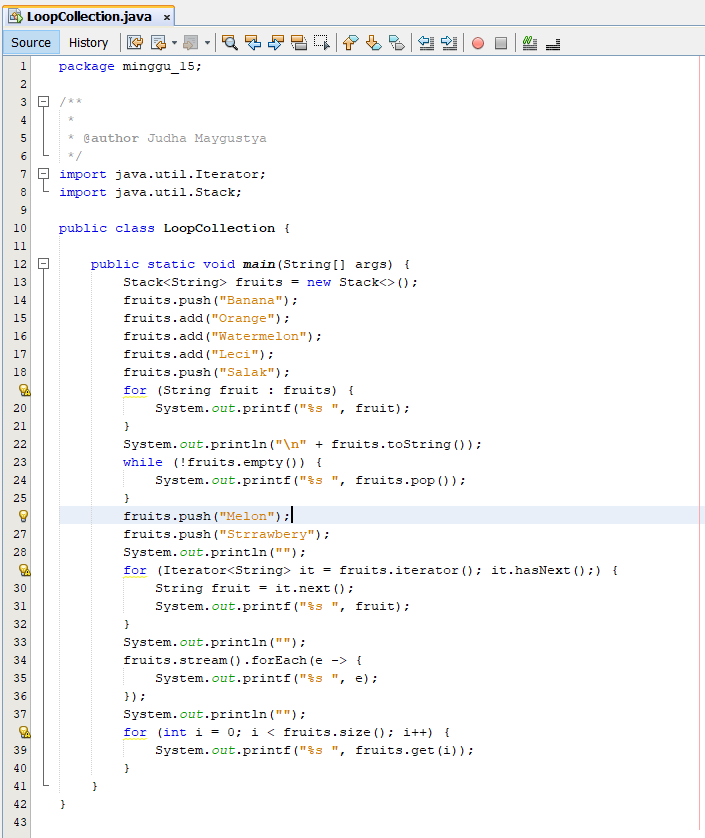 LoopCollection.java ×
Source History
1 package minggu_15;
2
3 /**
4 *
5 * @author Judha Maygustya
6 */
7 import java.util.Iterator;
8 import java.util.Stack;
9
10 public class LoopCollection {
11
12 public static void main(String[] args) {
13 Stack<String> fruits = new Stack<>();
14 fruits.push("Banana");
15 fruits.add("Orange");
16 fruits.add("Watermelon");
17 fruits.add("Leci");
18 fruits.push("Salak");
for (String fruit : fruits) {
20 System.out.printf("%s ", fruit);
21 }
22 System.out.println("\n" + fruits.toString());
23 while (!fruits.empty()) {
24 System.out.printf("%s ", fruits.pop());
25 }
fruits.push("Melon");
27 fruits.push("Strrawbery");
28 System.out.println("");
for (Iterator<String> it = fruits.iterator(); it.hasNext();) {
30 String fruit = it.next();
31 System.out.printf("%s ", fruit);
32 }
33 System.out.println("");
34 fruits.stream().forEach(e -> {
35 System.out.printf("%s ", e);
36 });
37 System.out.println("");
for (int i = 0; i < fruits.size(); i++) {
39 System.out.printf("%s ", fruits.get(i));
40 }
41 }
42 }
43